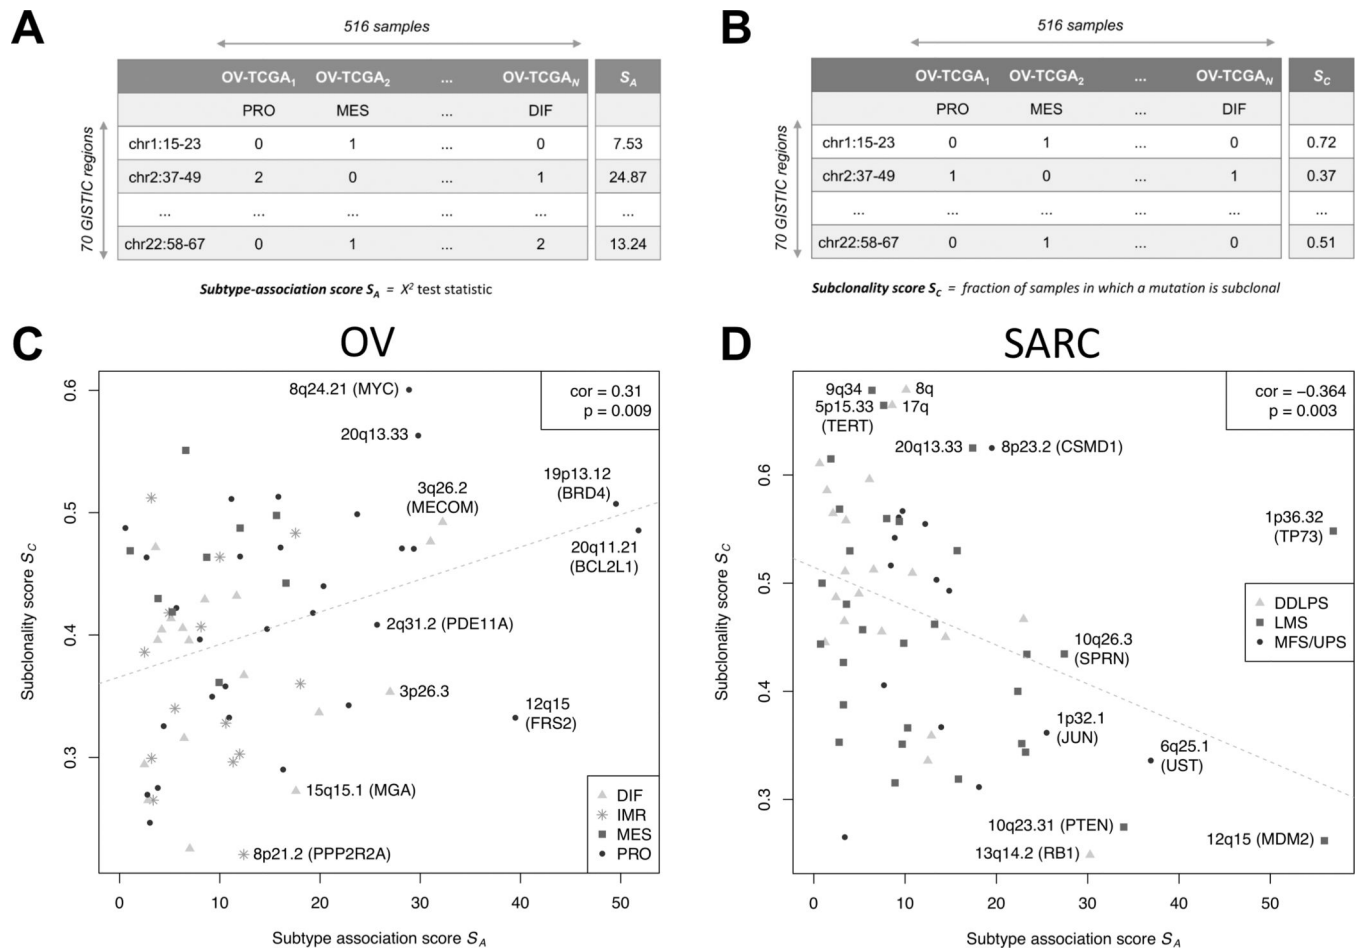 A
516 samples
OV-TCGA1 OV-TCGA2 ... OV-TCGAN SA
PRO MES ... DIF
70 GISTIC regions
chr1:15-23 0 1 ... 0 7.53
chr2:37-49 2 0 ... 1 24.87
... ... ... ... ...
chr22:58-67 0 1 ... 2 13.24
Subtype-association score SA = X2 test statistic
B
516 samples
OV-TCGA1 OV-TCGA2 ... OV-TCGAN SC
PRO MES ... DIF
70 GISTIC regions
chr1:15-23 0 1 ... 0 0.72
chr2:37-49 1 0 ... 1 0.37
... ... ... ... ...
chr22:58-67 0 1 ... 0 0.51
Subclonality score SC = fraction of samples in which a mutation is subclonal
C
OV
cor = 0.31
p = 0.009
8q24.21 (MYC)
20q13.33
3q26.2
(MECOM)
19p13.12
(BRD4)
20q11.21
(BCL2L1)
2q31.2 (PDE11A)
3p26.3
12q15
(FRS2)
15q15.1 (MGA)
8p21.2 (PPP2R2A)
DIF
IMR
MES
PRO
Subclonality score SC
0.6
0.5
0.4
0.3
0 10 20 30 40 50
Subtype association score SA
D
SARC
cor = −0.364
p = 0.003
9q34
8q
5p15.33
(TERT)
17q
20q13.33
8p23.2 (CSMD1)
1p36.32
(TP73)
DDLPS
LMS
MFS/UPS
10q26.3
(SPRN)
1p32.1
(JUN)
6q25.1
(UST)
10q23.31 (PTEN)
13q14.2 (RB1)
12q15 (MDM2)
Subclonality score SC
0.6
0.5
0.4
0.3
0 10 20 30 40 50
Subtype association score SA